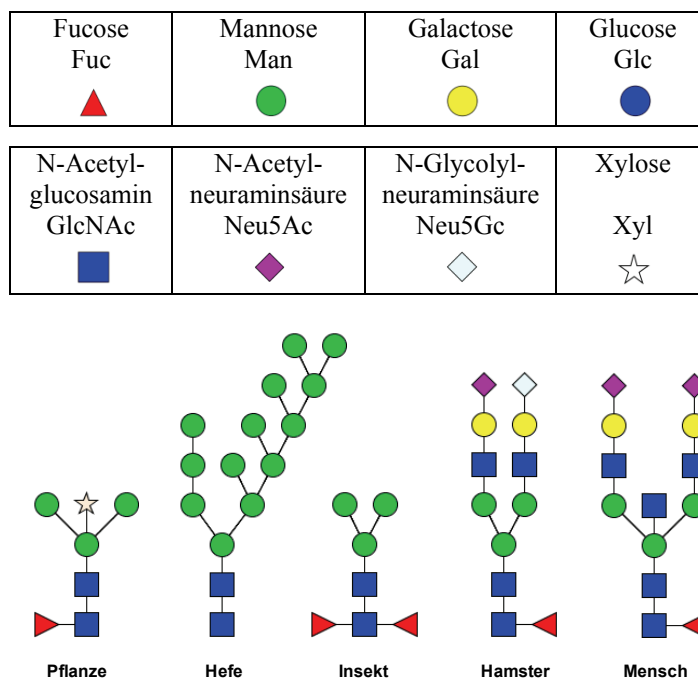 Fucose
Fuc
Mannose
Man
Galactose
Gal
Glucose
Glc
N-Acetyl-
glucosamin
GlcNAc
N-Acetyl-
neuraminsäure
Neu5Ac
N-Glycolyl-
neuraminsäure
Neu5Gc
Xylose
Xyl
Pflanze
Hefe
Insekt
Hamster
Mensch